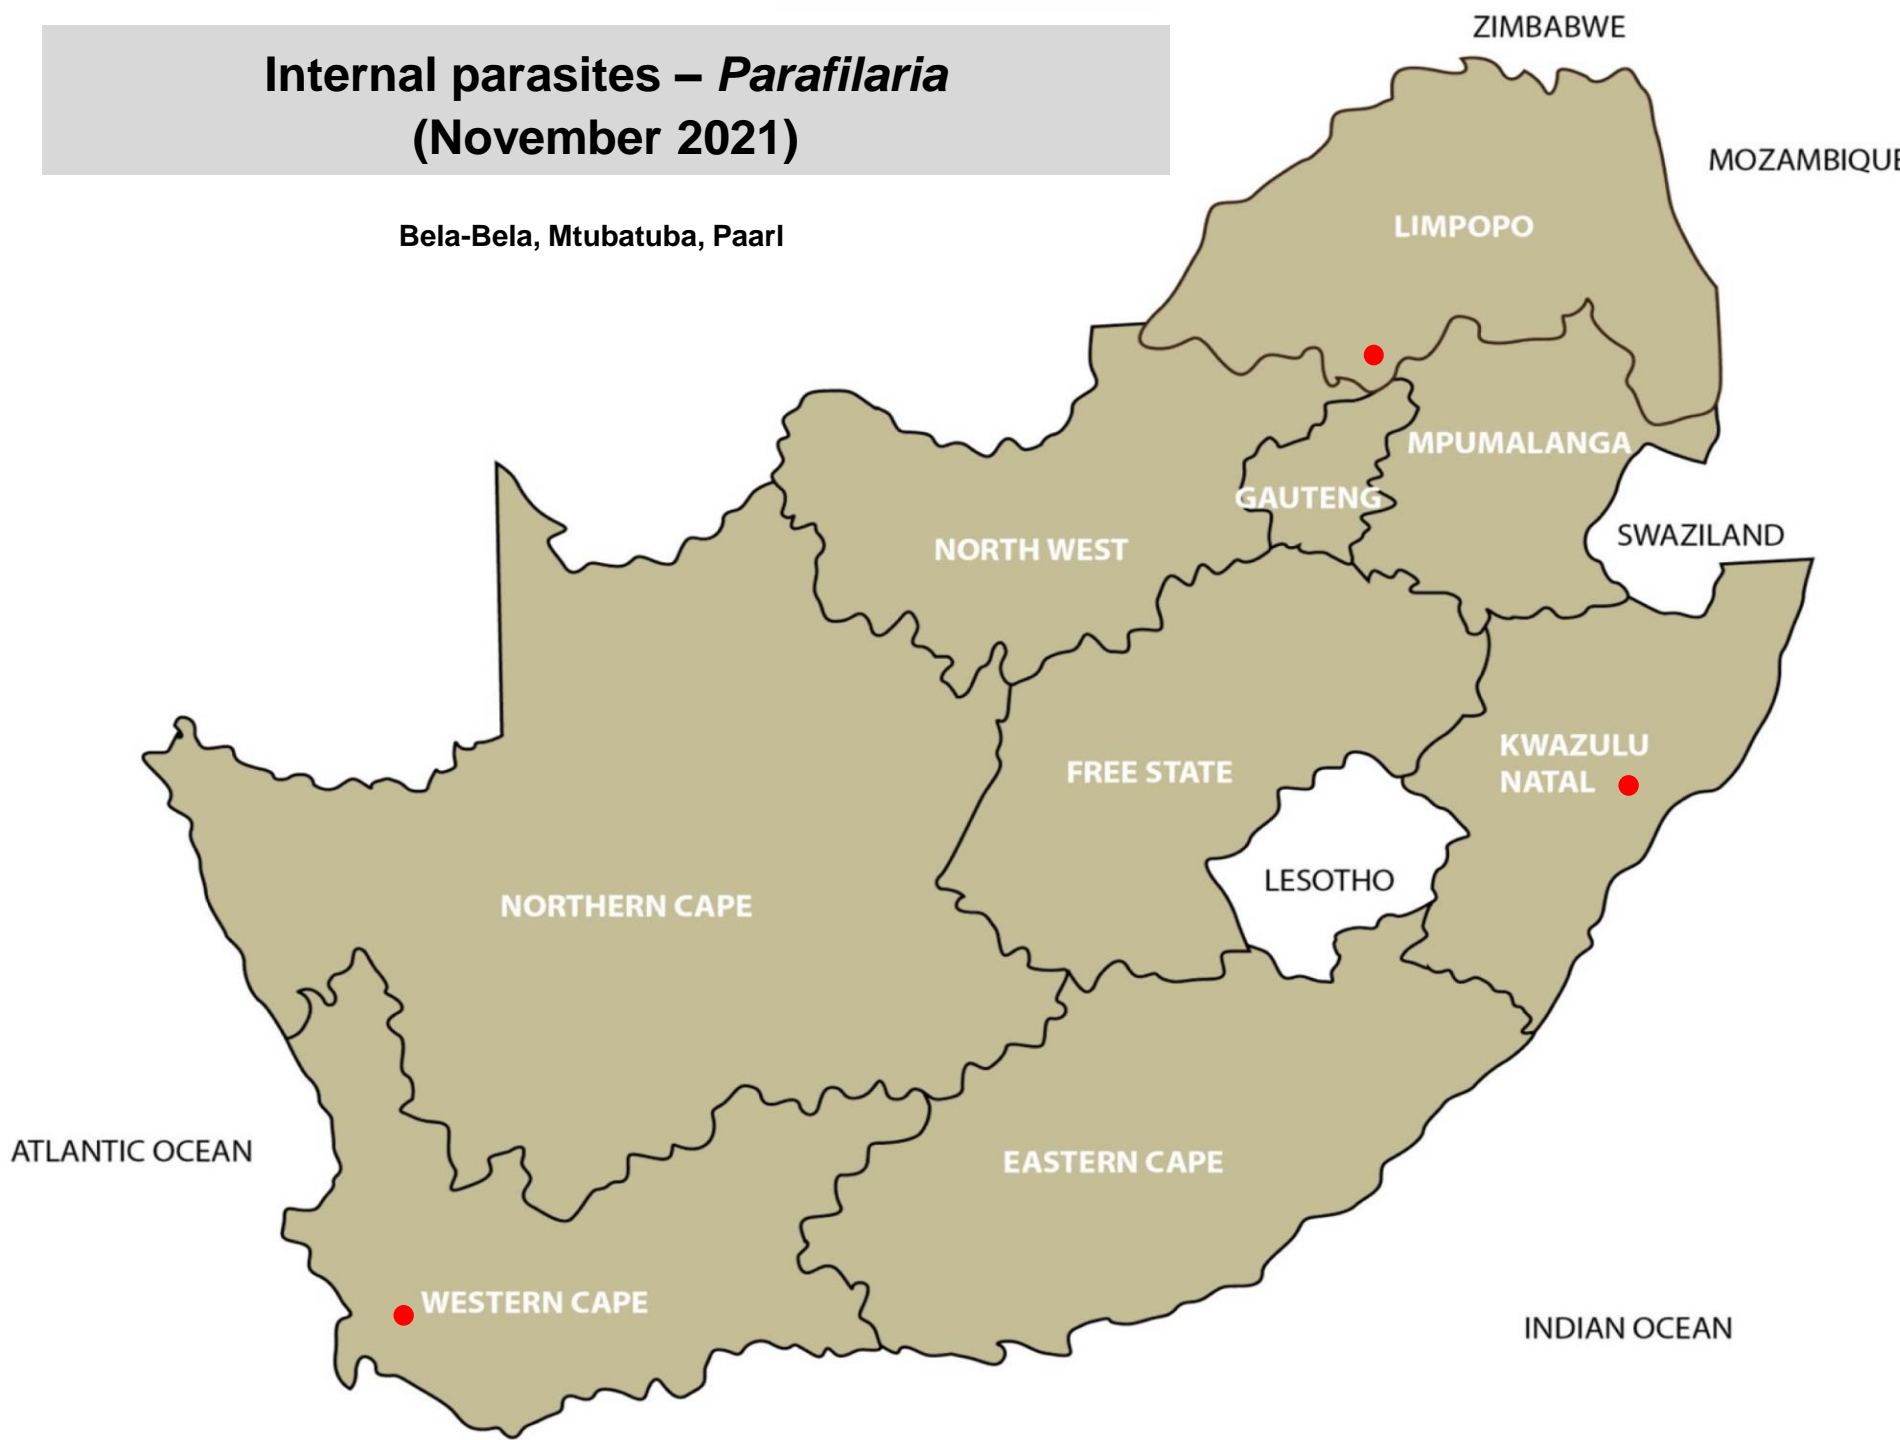 Internal parasites – Parafilaria
(November 2021)
Bela-Bela, Mtubatuba, Paarl
ZIMBABWE
MOZAMBIQUE
LIMPOPO
MPUMALANGA
GAUTENG
SWAZILAND
NORTH WEST
KWAZULU
NATAL
FREE STATE
LESOTHO
NORTHERN CAPE
ATLANTIC OCEAN
EASTERN CAPE
WESTERN CAPE
INDIAN OCEAN